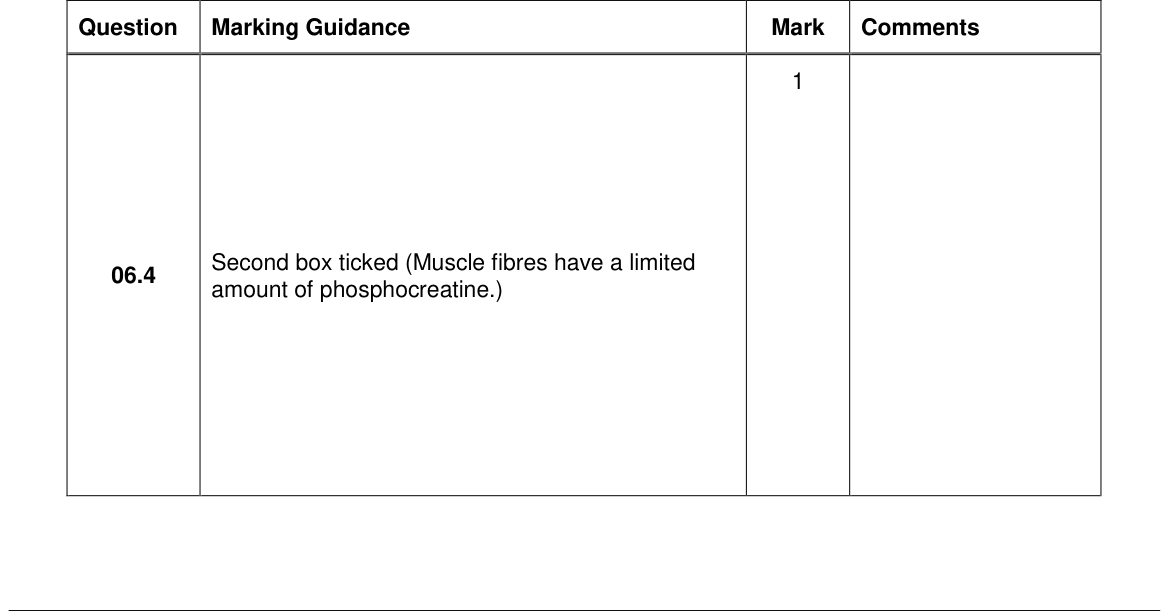 Question Marking Guidance Mark Comments
1
06.4 Second box ticked (Muscle fibres have a limited
amount of phosphocreatine.)